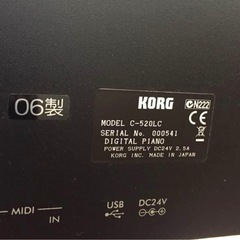 06製
KORG
N222
MODEL C-520LC
SERIAL No. 000541
DIGITAL PIANO
POWER SUPPLY DC24V 2.5A
KORG INC. MADE IN JAPAN
MIDI
IN
USB
DC24V